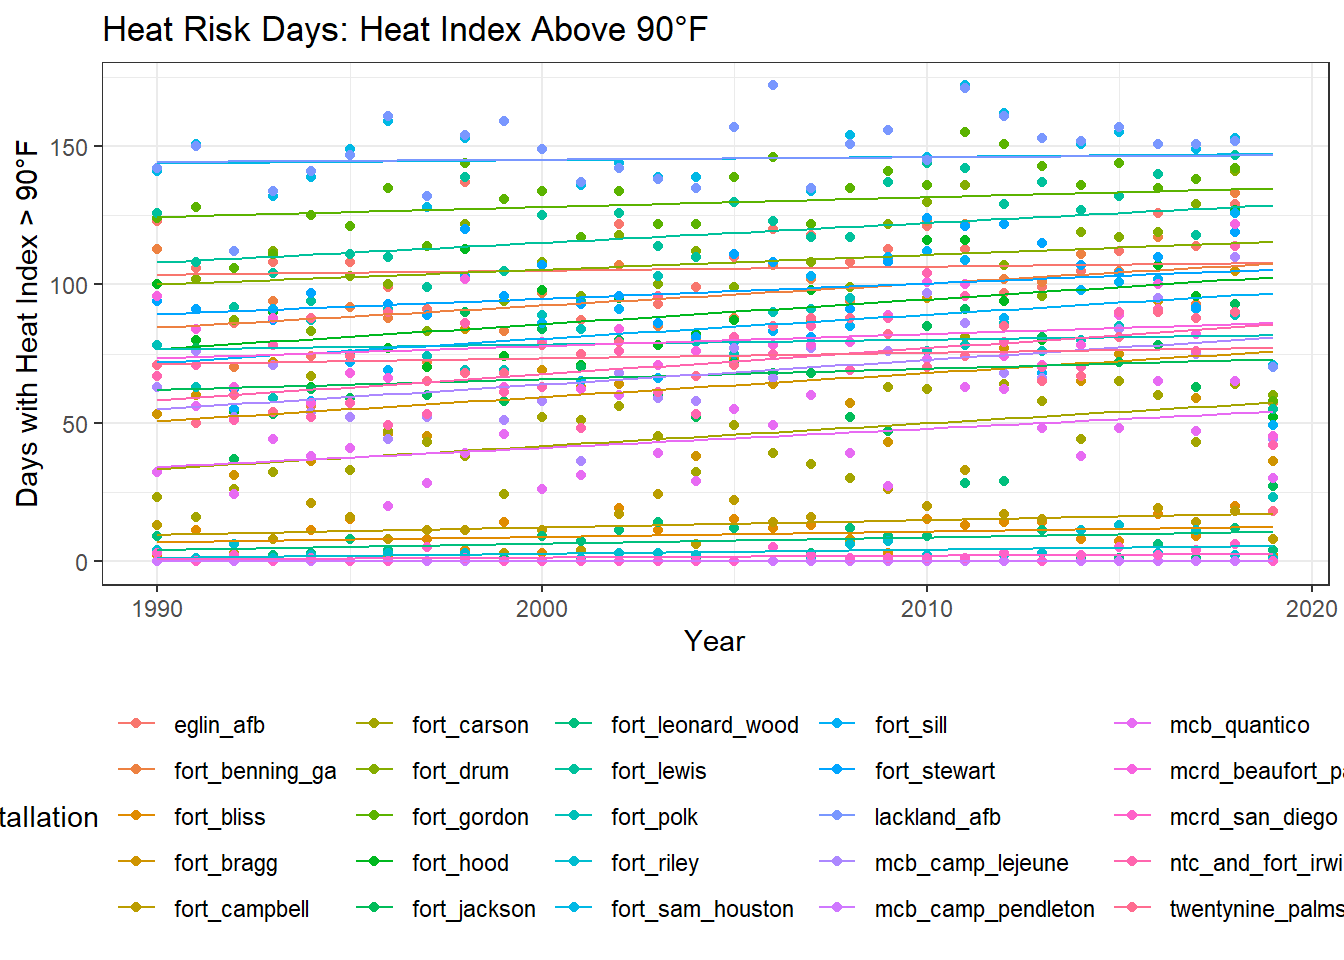 Heat Risk Days: Heat Index Above 90°F
Days with Heat Index > 90°F
150
100
50
0
1990
2000
2010
2020
Year
tallation
eglin_afb
fort_benning_ga
fort_bliss
fort_bragg
fort_campbell
fort_carson
fort_drum
fort_gordon
fort_hood
fort_jackson
fort_leonard_wood
fort_lewis
fort_polk
fort_riley
fort_sam_houston
fort_sill
fort_stewart
lackland_afb
mcb_camp_lejeune
mcb_camp_pendleton
mcb_quantico
mcrd_beaufort_pa
mcrd_san_diego
ntc_and_fort_irwi
twentynine_palms